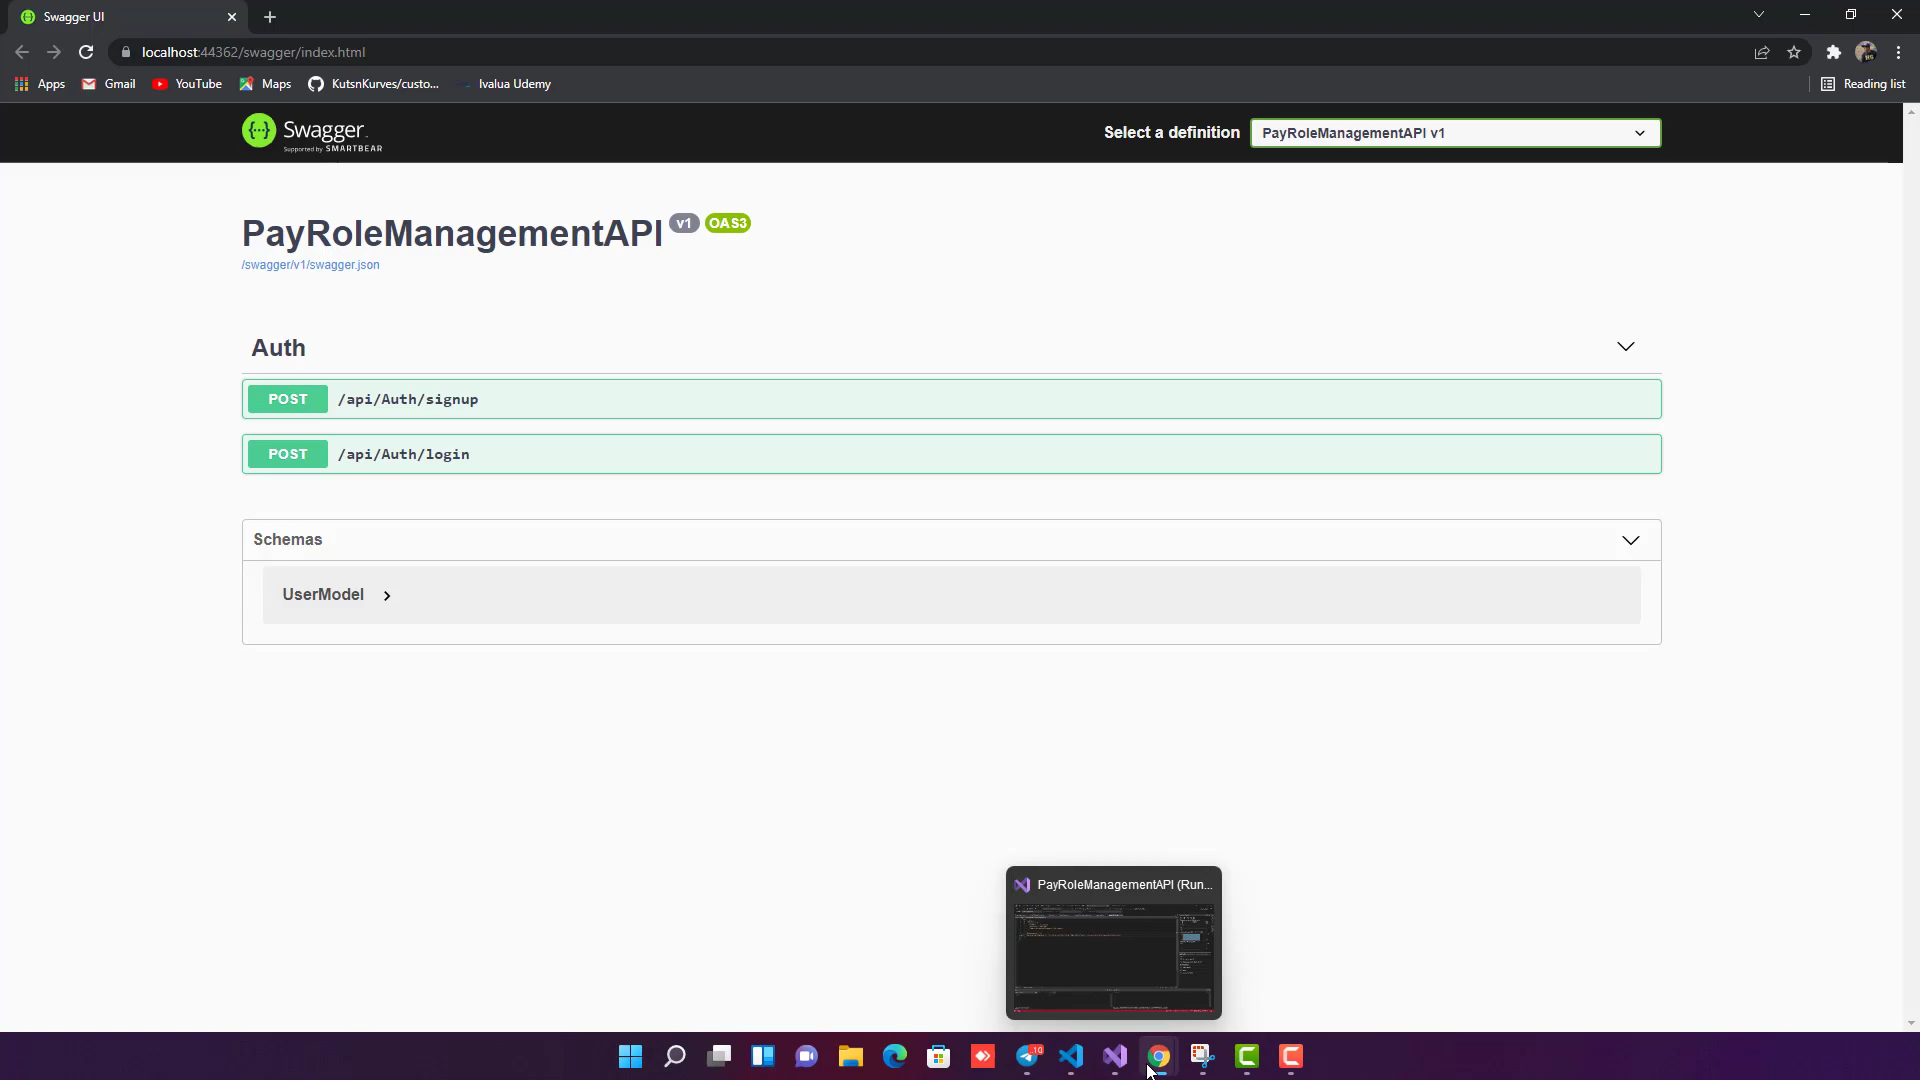 Swagger UI
localhost:44362/swagger/index.html
Apps Gmail YouTube Maps KutsnKurves/custo... Ivalua Udemy Reading list
Swagger.
Supported by SMARTBEAR
Select a definition PayRoleManagementAPI v1
PayRoleManagementAPI v1 OAS3
/swagger/v1/swagger.json
Auth
POST /api/Auth/signup
POST /api/Auth/login
Schemas
UserModel
PayRoleManagementAPI (Run...
10